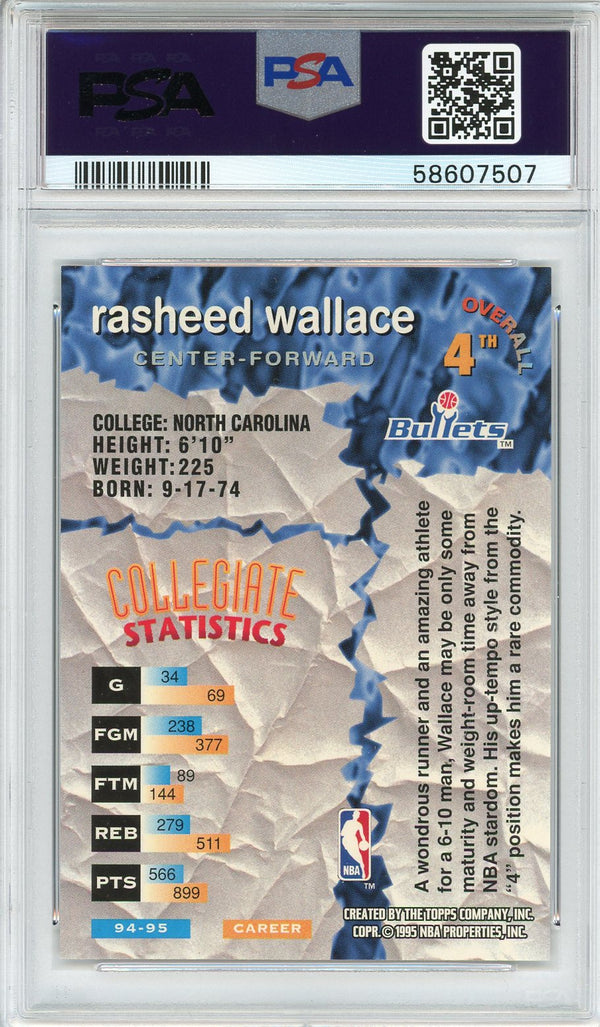 PSA
PSA
58607507
rasheed wallace
CENTER-FORWARD
OVERALL
4TH
Bullets TM
COLLEGE: NORTH CAROLINA
HEIGHT: 6'10"
WEIGHT:225
BORN: 9-17-74
COLLEGIATE
STATISTICS
G 34 69
FGM 238 377
FTM 89 144
REB 279 511
PTS 566 899
94-95 CAREER
A wondrous runner and an amazing athlete
for a 6-10 man, Wallace may be only some
maturity and weight-room time away from
NBA stardom. His up-tempo style from the
"4" position makes him a rare commodity.
NBA
TM
CREATED BY THE TOPPS COMPANY, INC.
COPR. © 1995 NBA PROPERTIES, INC.